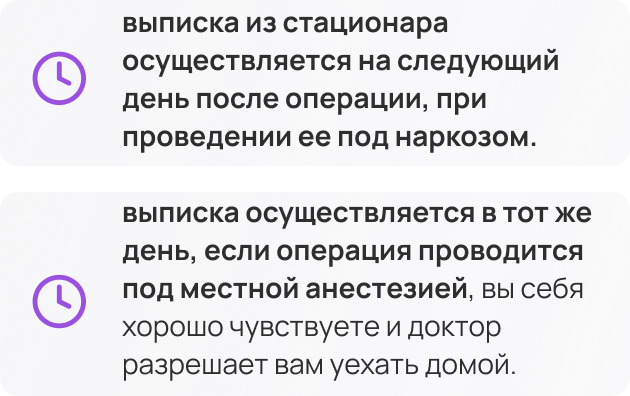 выписка из стационара
осуществляется на следующий
день после операции, при
проведении ее под наркозом.
выписка осуществляется в тот же
день, если операция проводится
под местной анестезией, вы себя
хорошо чувствуете и доктор
разрешает вам уехать домой.